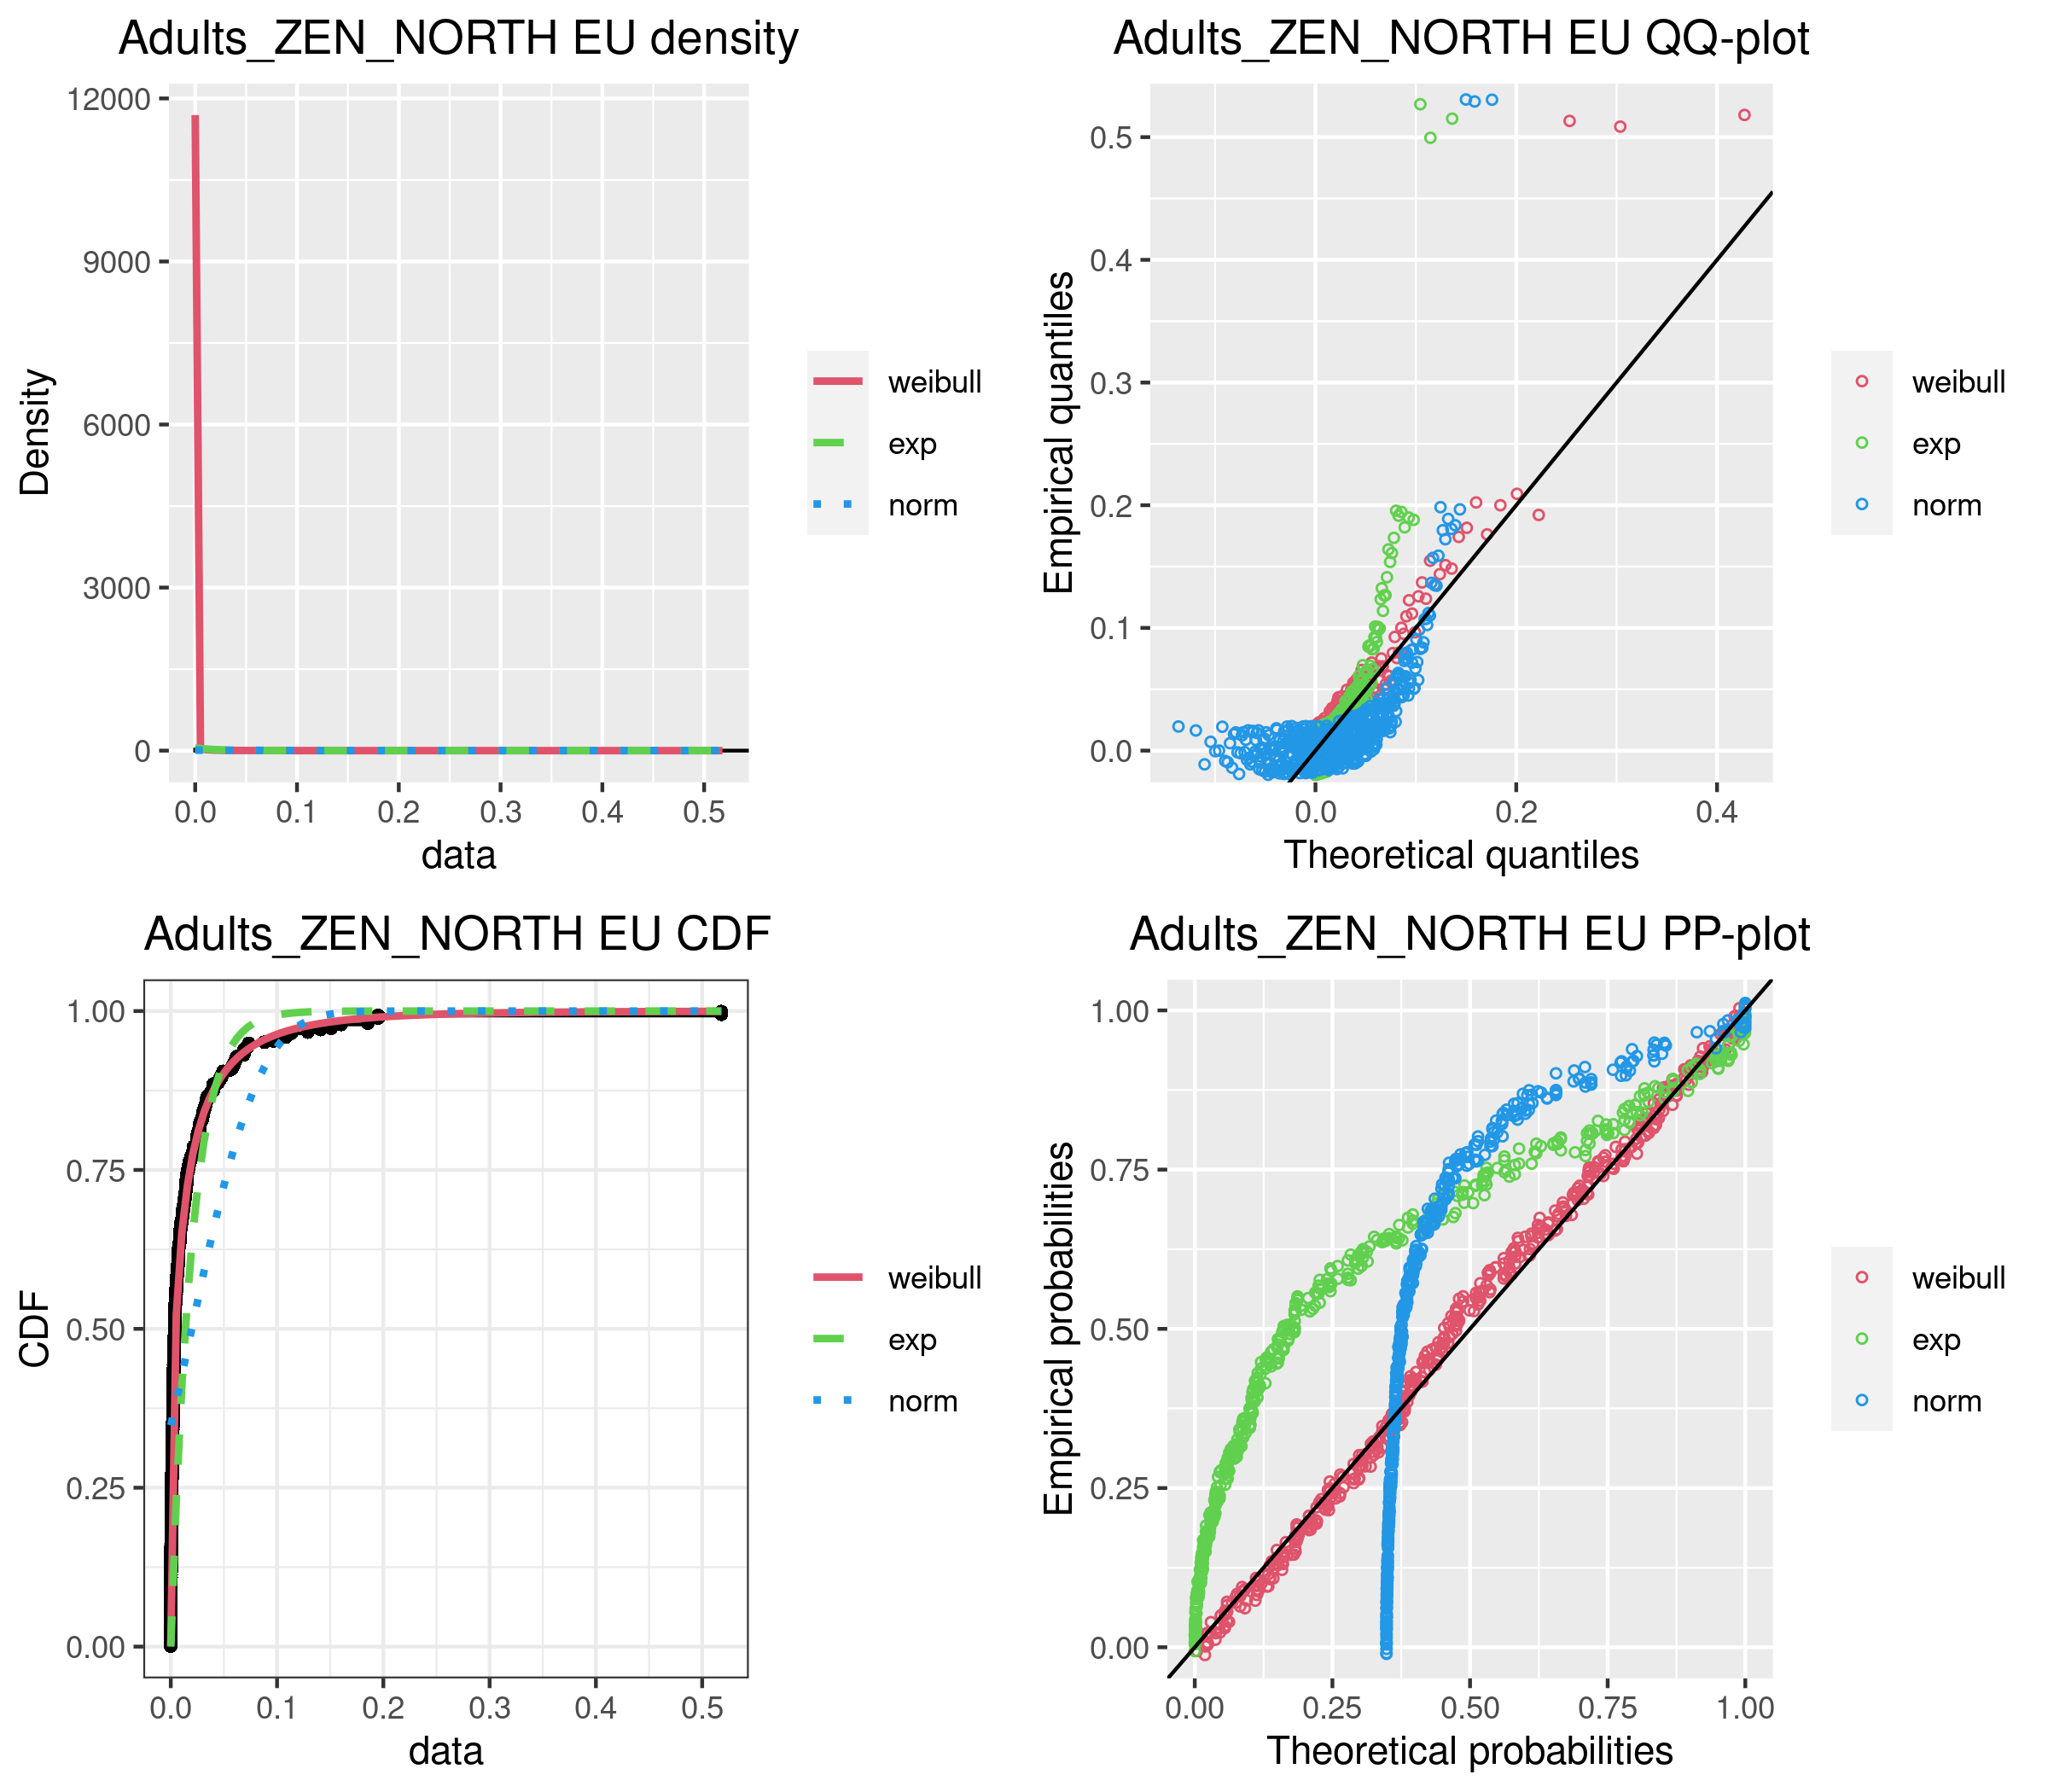 Adults_ZEN_NORTH EU density
12000
9000
6000
3000
0
Density
0.0 0.1 0.2 0.3 0.4 0.5
data
weibull
exp
norm
Adults_ZEN_NORTH EU QQ-plot
0.5
0.4
0.3
0.2
0.1
0.0
Empirical quantiles
0.0 0.2 0.4
Theoretical quantiles
weibull
exp
norm
Adults_ZEN_NORTH EU CDF
1.00
0.75
0.50
0.25
0.00
CDF
0.0 0.1 0.2 0.3 0.4 0.5
data
weibull
exp
norm
Adults_ZEN_NORTH EU PP-plot
1.00
0.75
0.50
0.25
0.00
Empirical probabilities
0.00 0.25 0.50 0.75 1.00
Theoretical probabilities
weibull
exp
norm